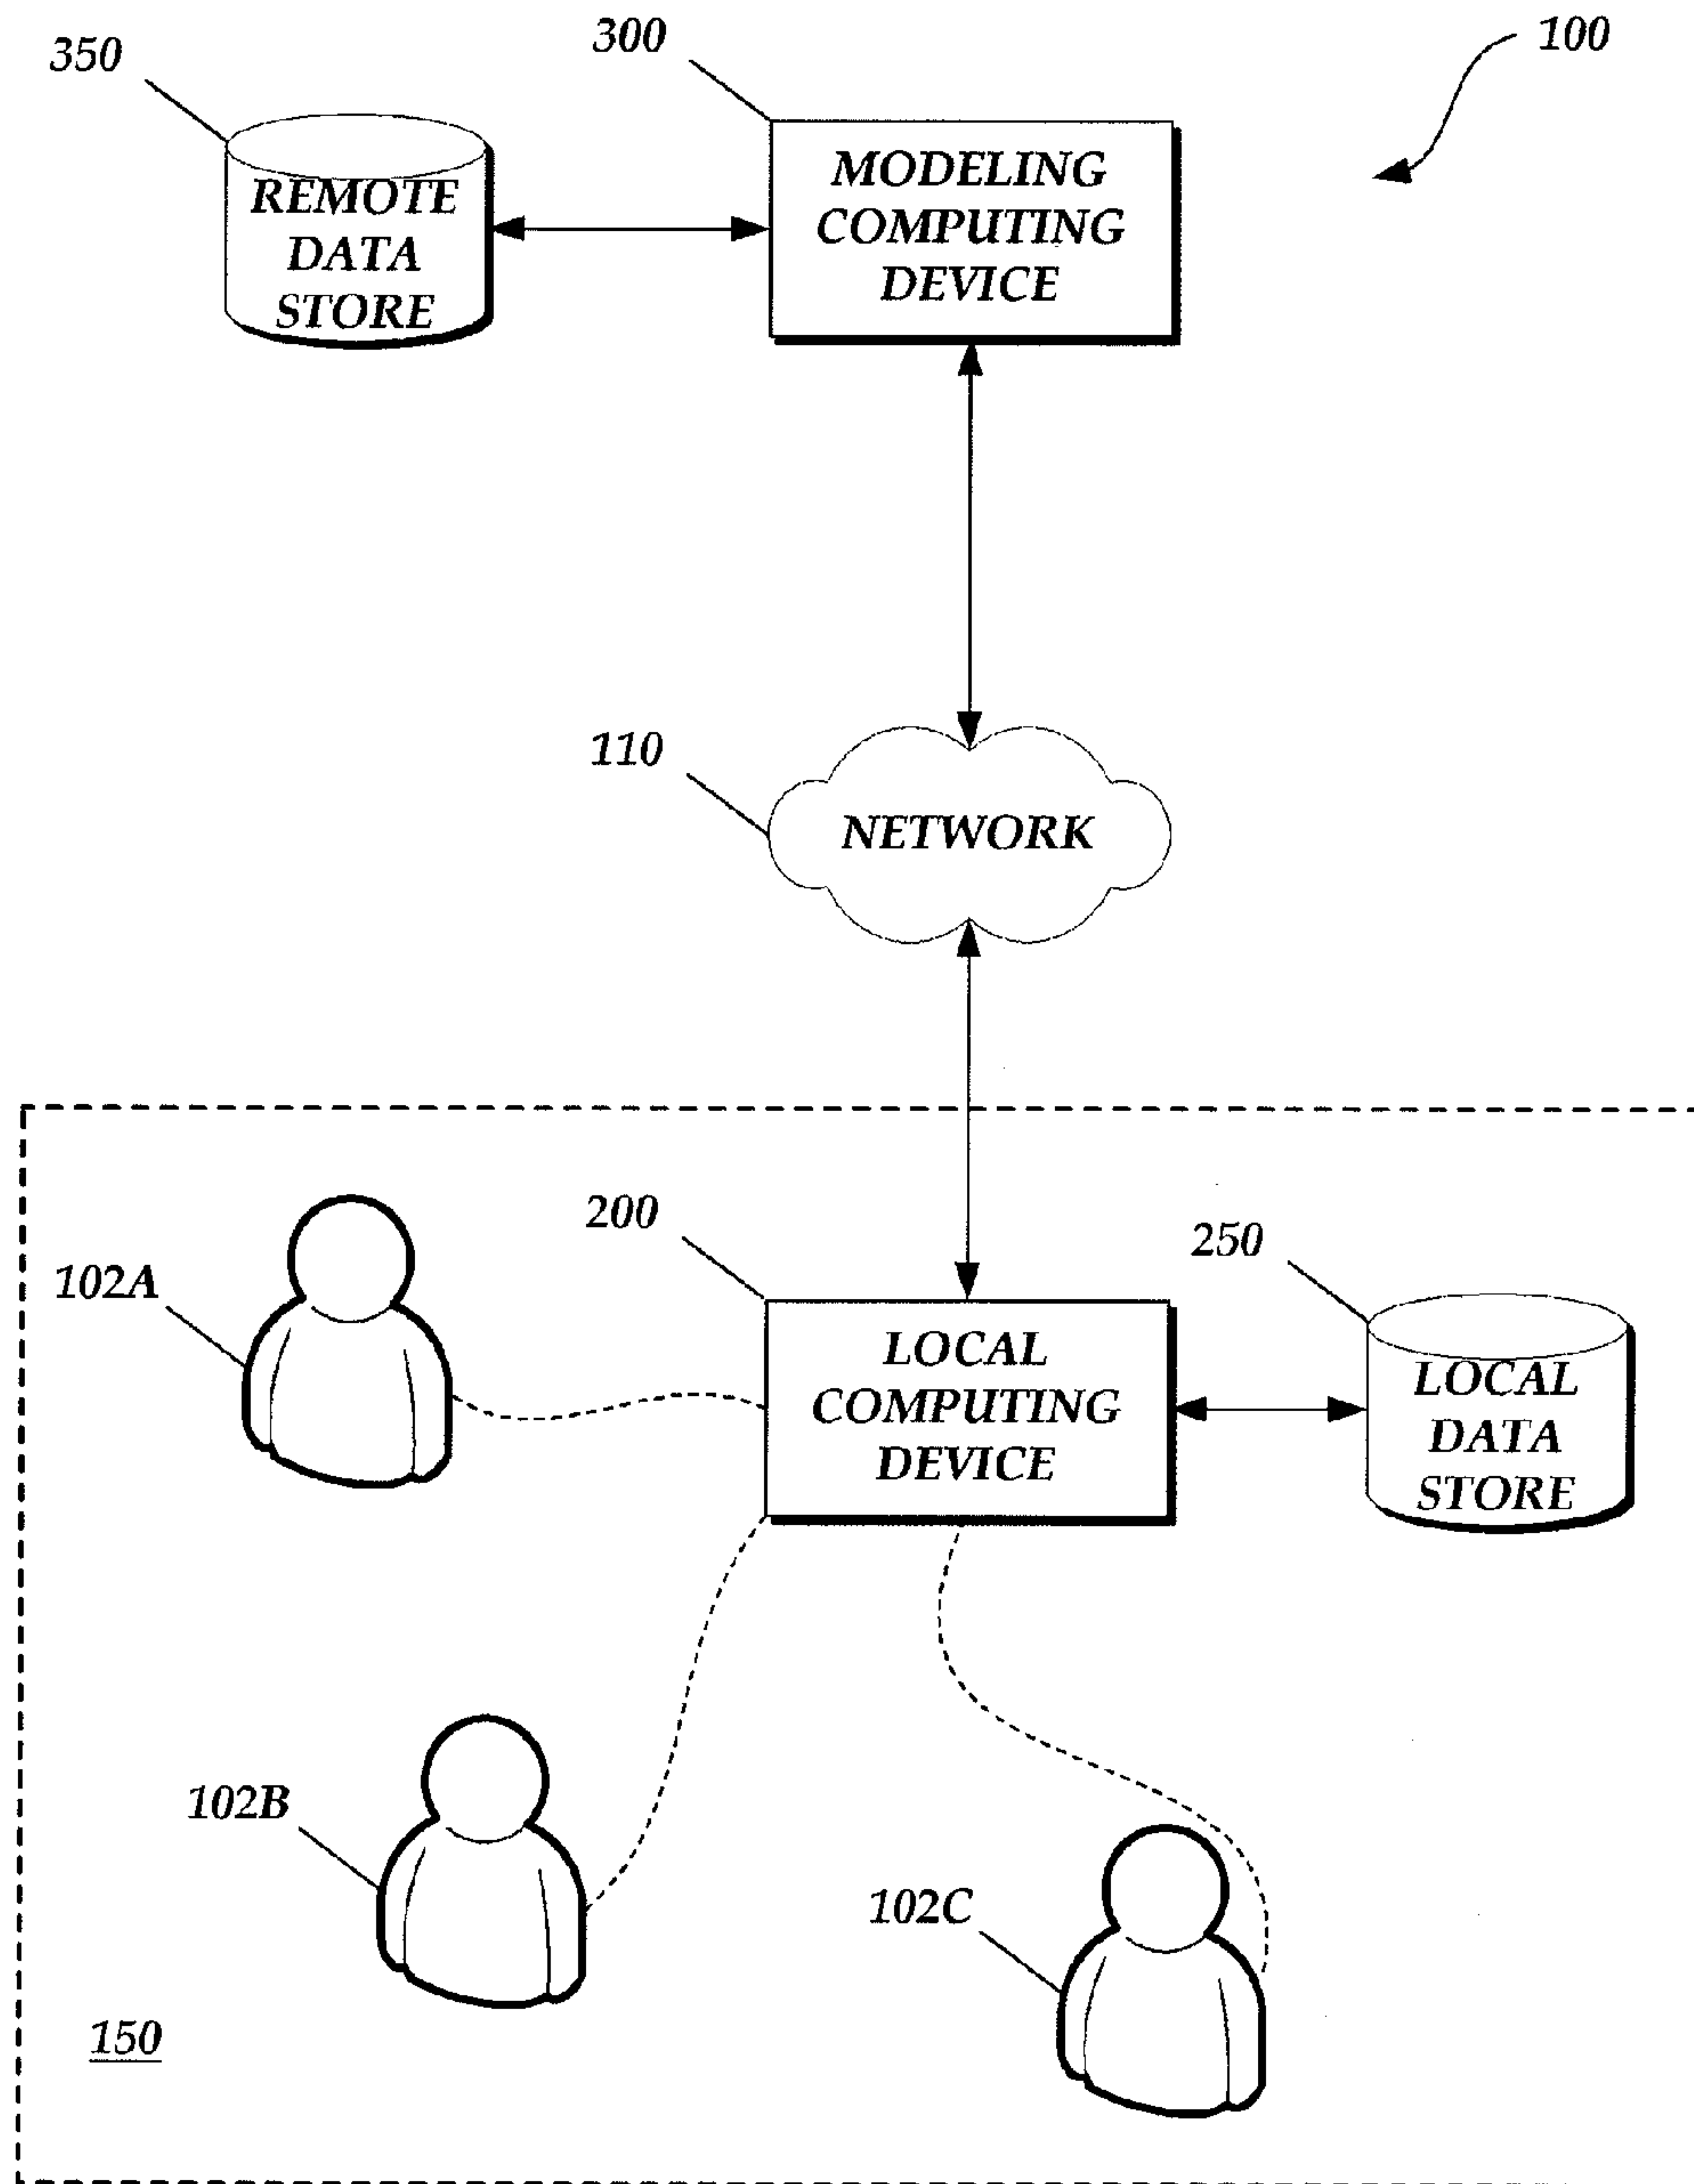 350
300
100
REMOTE
DATA
STORE
MODELING
COMPUTING
DEVICE
110
NETWORK
200
250
102A
LOCAL
COMPUTING
DEVICE
LOCAL
DATA
STORE
102B
102C
150